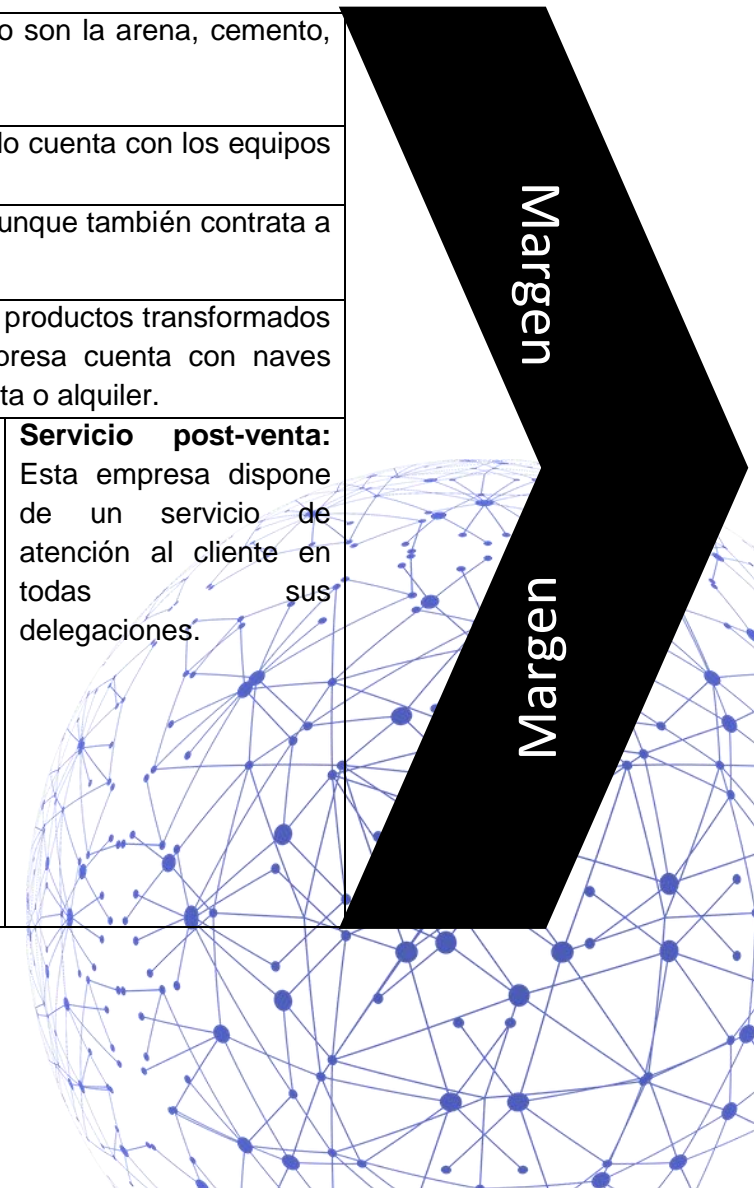 o son la arena, cemento,
lo cuenta con los equipos
unque también contrata a
productos transformados
presa cuenta con naves
ta o alquiler.
Servicio post-venta:
Esta empresa dispone
de un servicio de
atención al cliente en
todas sus
delegaciones.
Margen
Margen